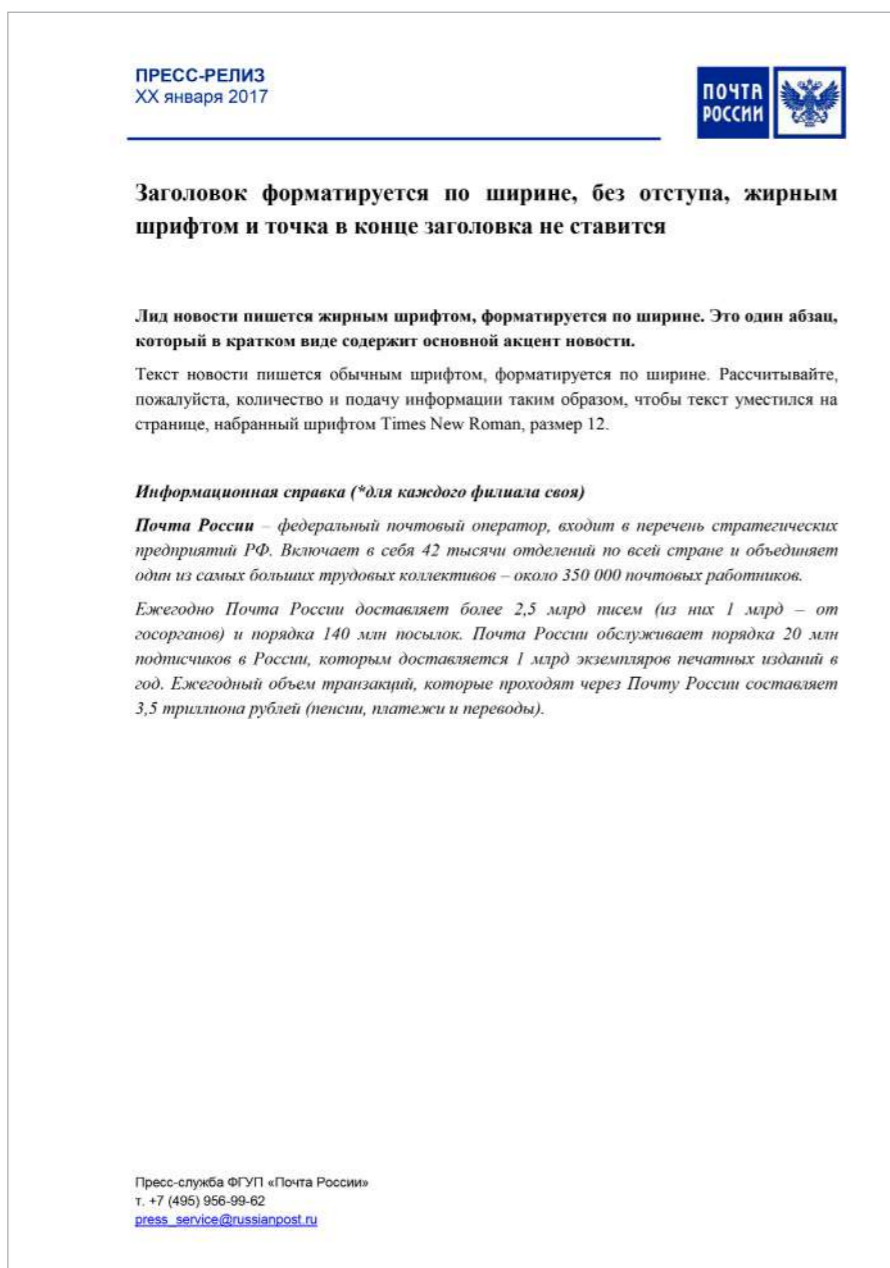 ПРЕСС-РЕЛИЗ
XX января 2017
ПОЧТА
РОССИИ
Заголовок форматируется по ширине, без отступа, жирным
шрифтом и точка в конце заголовка не ставится
Лид новости пишется жирным шрифтом, форматируется по ширине. Это один абзац,
который в кратком виде содержит основной акцент новости.
Текст новости пишется обычным шрифтом, форматируется по ширине. Рассчитывайте,
пожалуйста, количество и подачу информации таким образом, чтобы текст уместился на
странице, набранный шрифтом Times New Roman, размер 12.
Информационная справка (*для каждого филиала своя)
Почта России – федеральный почтовый оператор, входит в перечень стратегических
предприятий РФ. Включает в себя 42 тысячи отделений по всей стране и объединяет
один из самых больших трудовых коллективов – около 350 000 почтовых работников.
Ежегодно Почта России доставляет более 2,5 млрд писем (из них 1 млрд – от
госорганов) и порядка 140 млн посылок. Почта России обслуживает порядка 20 млн
подписчиков в России, которым доставляется 1 млрд экземпляров печатных изданий в
год. Ежегодный объем транзакций, которые проходят через Почту России составляет
3,5 триллиона рублей (пенсии, платежи и переводы).
Пресс-служба ФГУП «Почта России»
т. +7 (495) 956-99-62
press_service@russianpost.ru